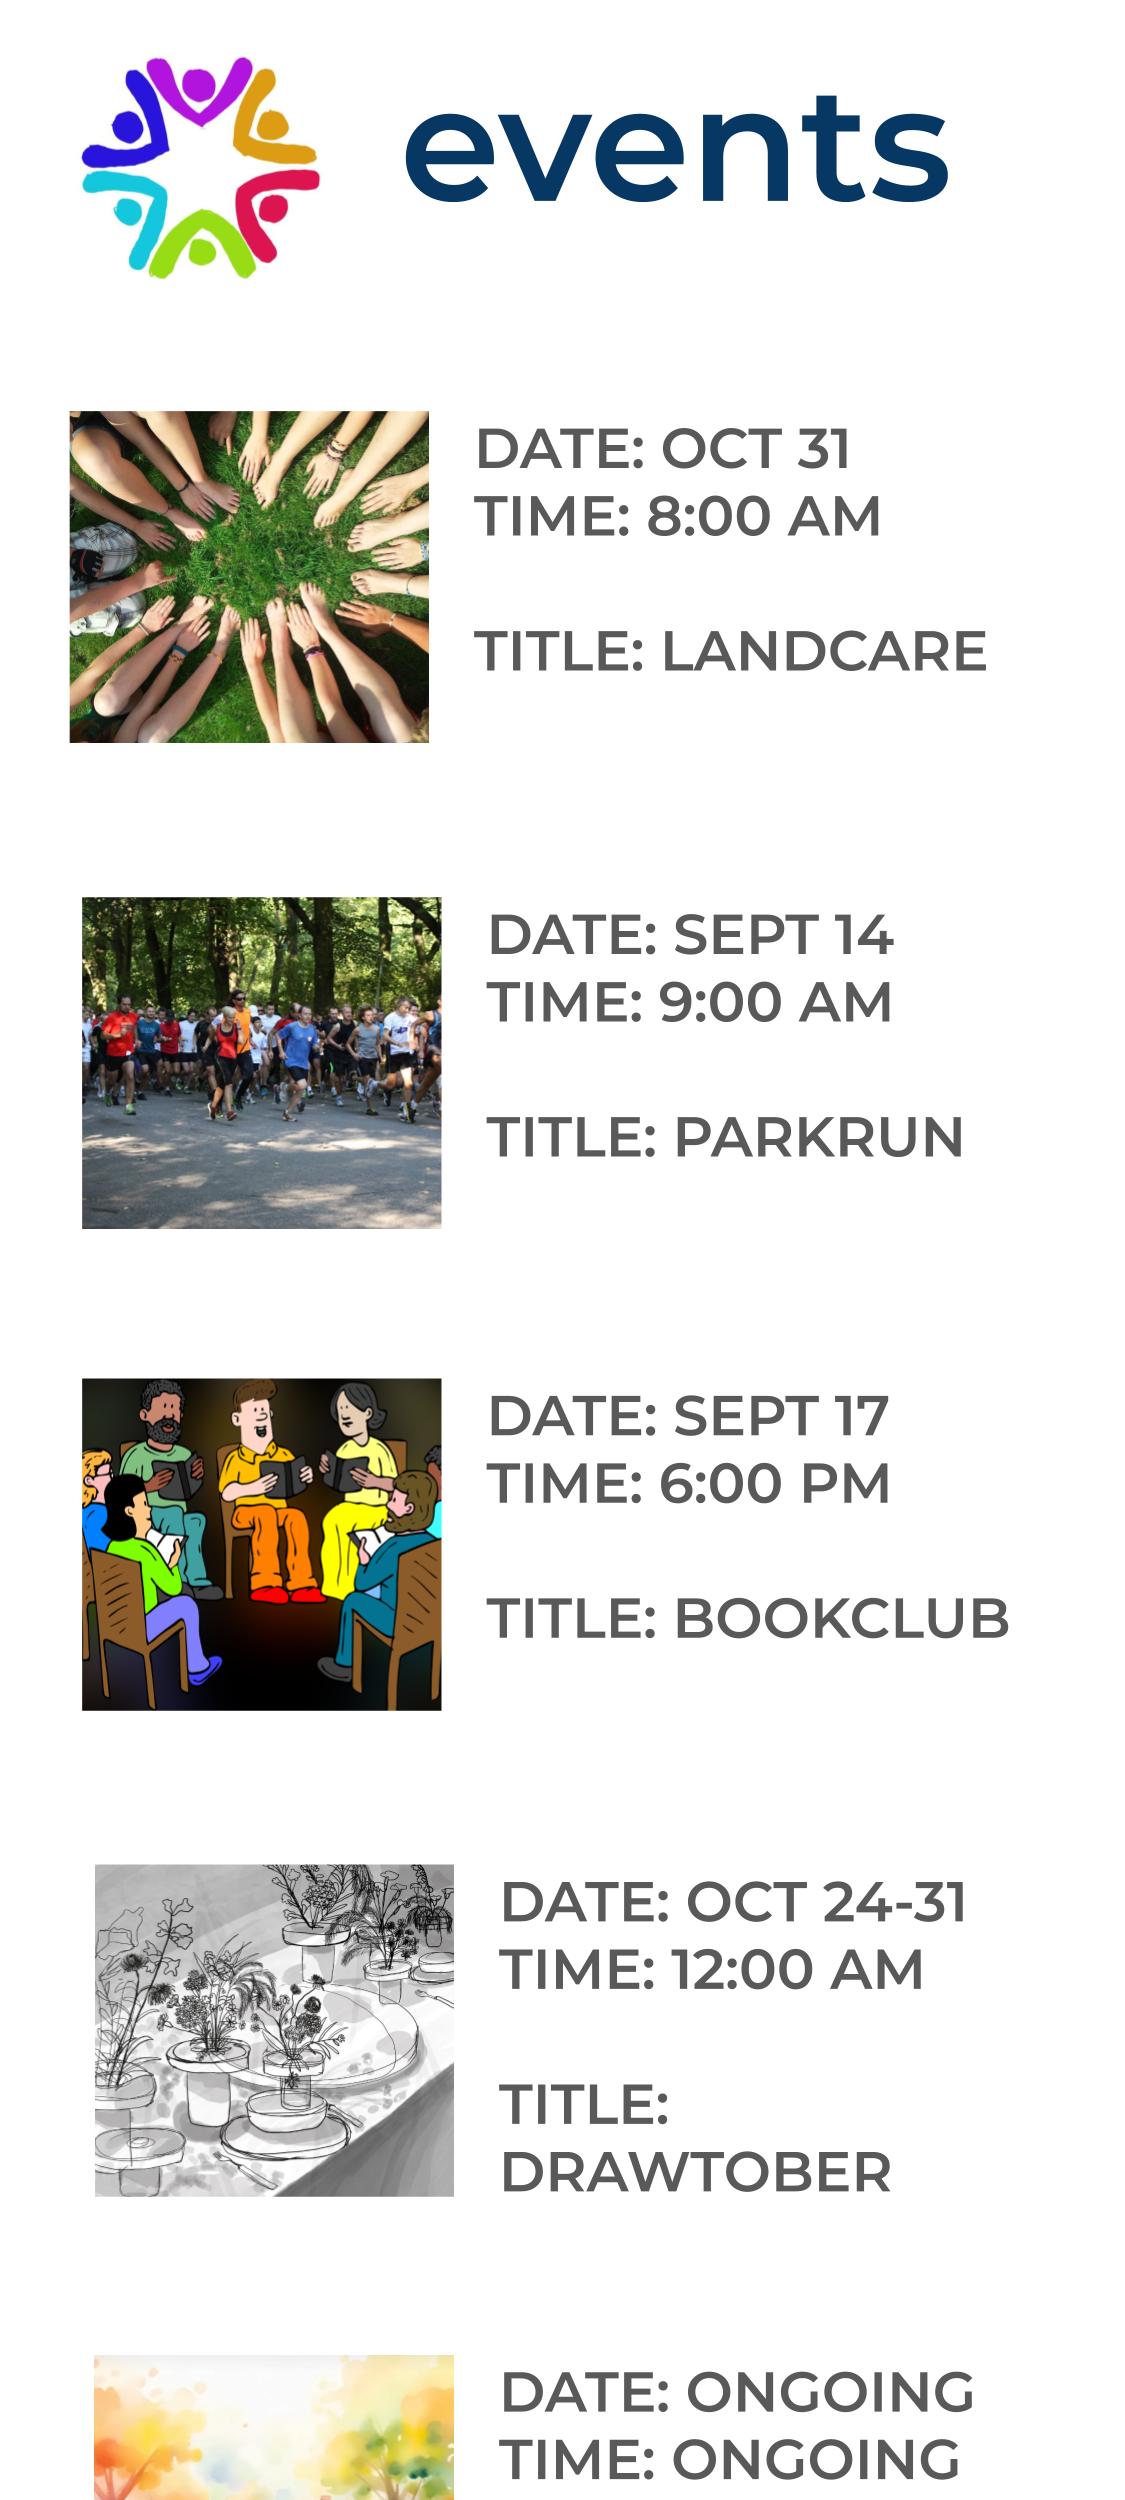 events
DATE: OCT 31
TIME: 8:00 AM
TITLE: LANDCARE
DATE: SEPT 14
TIME: 9:00 AM
TITLE: PARKRUN
DATE: SEPT 17
TIME: 6:00 PM
TITLE: BOOKCLUB
DATE: OCT 24-31
TIME: 12:00 AM
TITLE:
DRAWTOBER
DATE: ONGOING
TIME: ONGOING